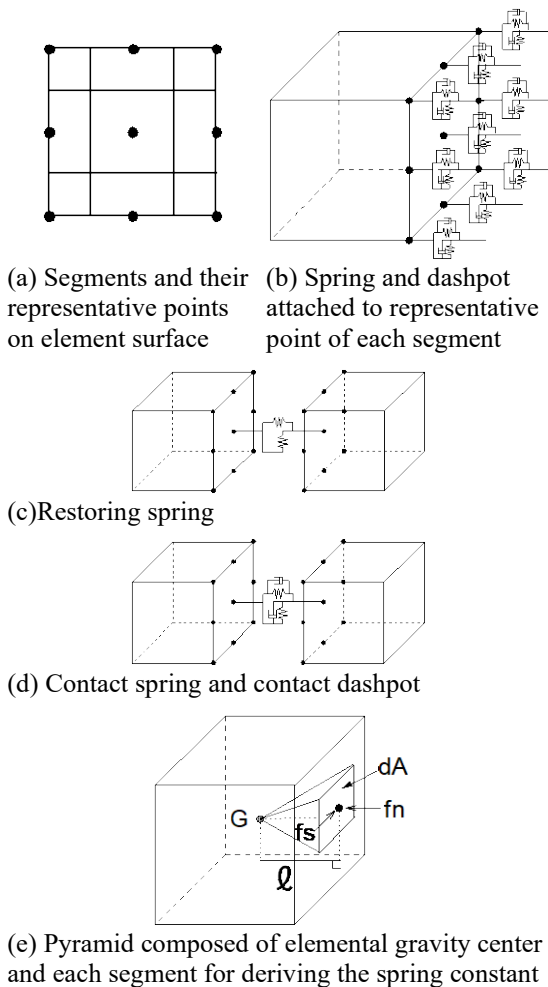 (a) Segments and their
representative points
on element surface
(b) Spring and dashpot
attached to representative
point of each segment
(c)Restoring spring
(d) Contact spring and contact dashpot
dA
G
fn
fs
ℓ
(e) Pyramid composed of elemental gravity center
and each segment for deriving the spring constant